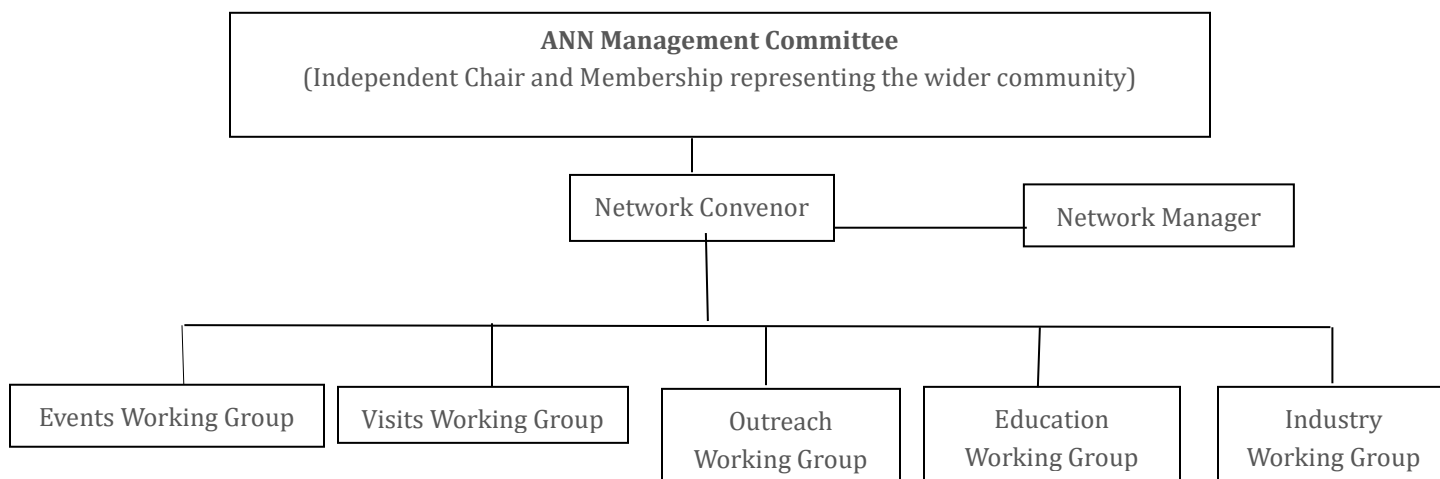 ANN Management Committee
(Independent Chair and Membership representing the wider community)
Network Convenor
Network Manager
Events Working Group
Visits Working Group
Outreach
Working Group
Education
Working Group
Industry
Working Group